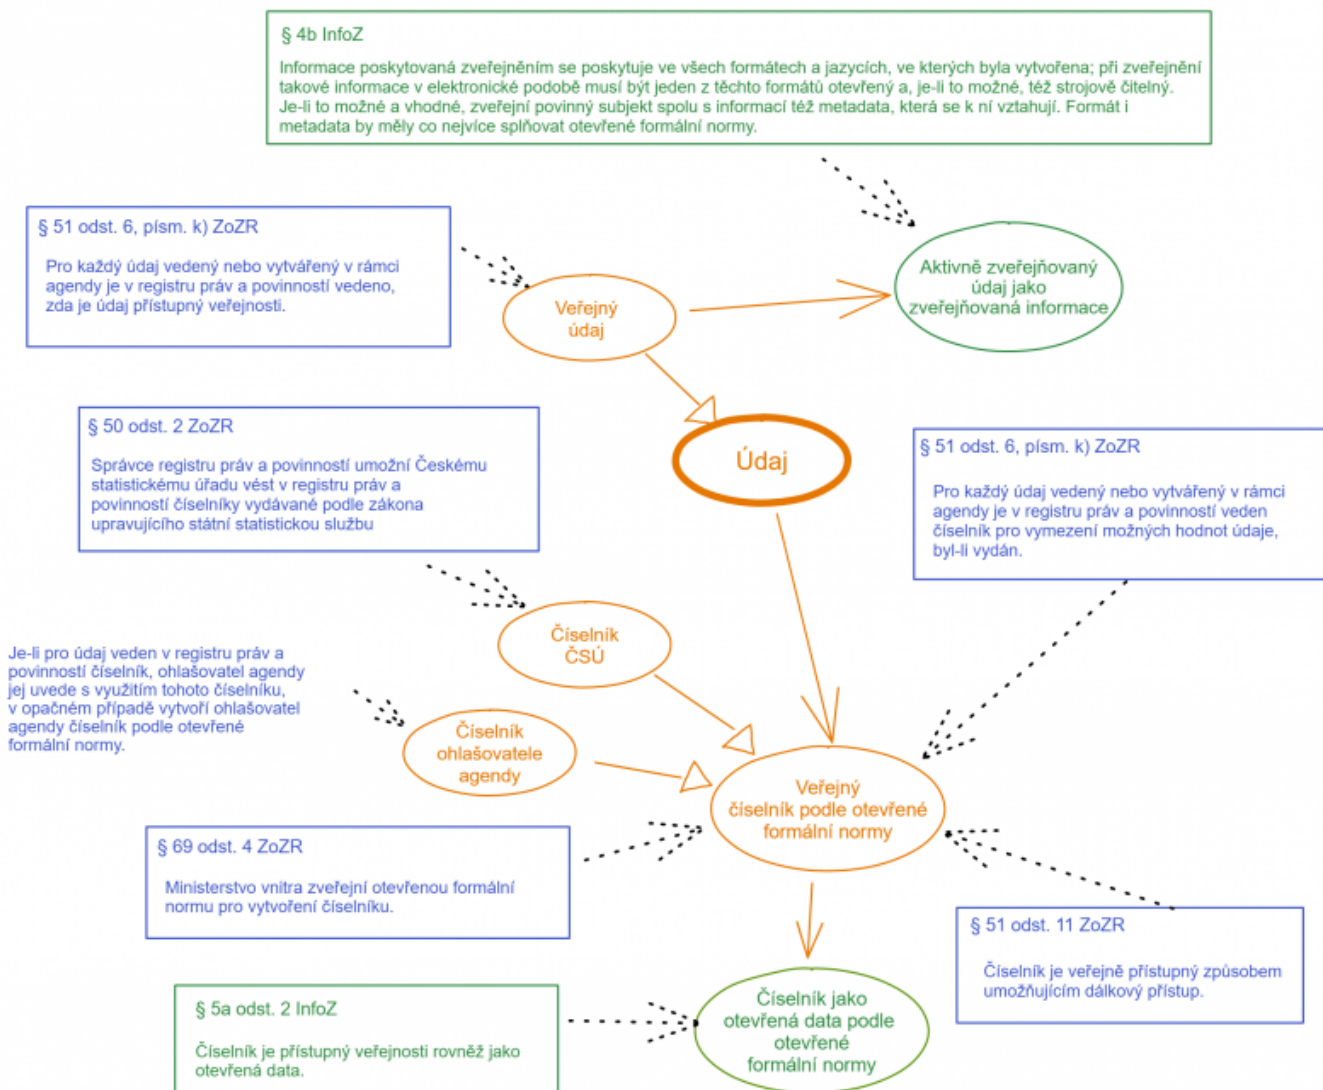 § 4b InfoZ
Informace poskytovaná zveřejněním se poskytuje ve všech formátech a jazycích, ve kterých byla vytvořena; při zveřejnění
takové informace v elektronické podobě musí být jeden z těchto formátů otevřený a, je-li to možné, též strojově čitelný.
Je-li to možné a vhodné, zveřejní povinný subjekt spolu s informací též metadata, která se k ní vztahují. Formát i
metadata by měly co nejvíce splňovat otevřené formální normy.
§ 51 odst. 6, písm. k) ZoZR
Pro každý údaj vedený nebo vytvářený v rámci
agendy je v registru práv a povinností vedeno,
zda je údaj přístupný veřejnosti.
Aktivně zveřejňovaný
údaj jako
zveřejňovaná informace
Veřejný
údaj
§ 50 odst. 2 ZoZR
Správce registru práv a povinností umožní Českému
statistickému úřadu vést v registru práv a
povinností číselníky vydávané podle zákona
upravujícího státní statistickou službu
Údaj
§ 51 odst. 6, písm. k) ZoZR
Pro každý údaj vedený nebo vytvářený v rámci
agendy je v registru práv a povinností veden
číselník pro vymezení možných hodnot údaje,
byl-li vydán.
Číselník
ČSÚ
Je-li pro údaj veden v registru práv a
povinností číselník, ohlašovatel agendy
jej uvede s využitím tohoto číselníku,
v opačném případě vytvoří ohlašovatel
agendy číselník podle otevřené
formální normy.
Číselník
ohlašovatele
agendy
Veřejný
číselník podle otevřené
formální normy
§ 69 odst. 4 ZoZR
Ministerstvo vnitra zveřejní otevřenou formální
normu pro vytvoření číselníku.
§ 51 odst. 11 ZoZR
Číselník je veřejně přístupný způsobem
umožňujícím dálkový přístup.
§ 5a odst. 2 InfoZ
Číselník je přístupný veřejnosti rovněž jako
otevřená data.
Číselník jako
otevřená data podle
otevřené
formální normy